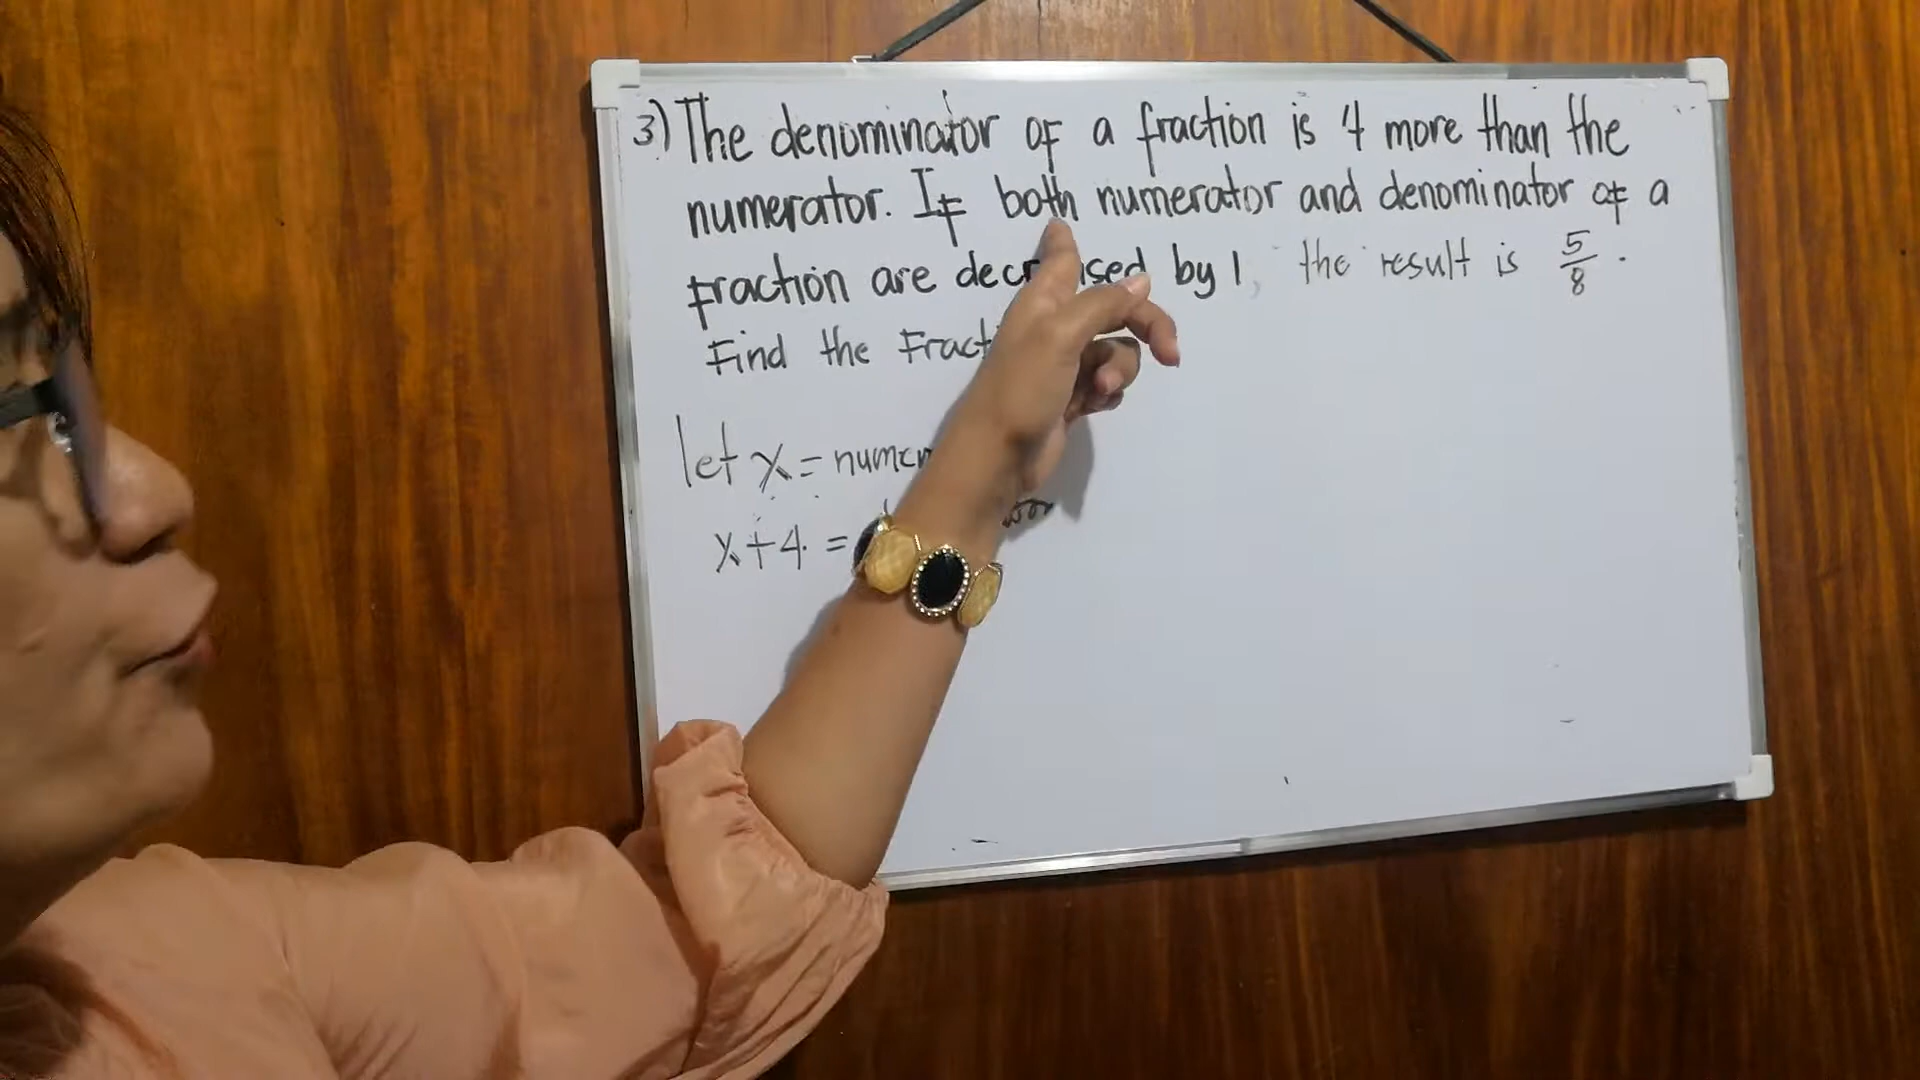 3) The denominator of a fraction is 4 more than the
numerator. If both numerator and denominator of a
fraction are decreased by 1, the result is 5/8.
Find the Fracti
let x = numer
x+4 =